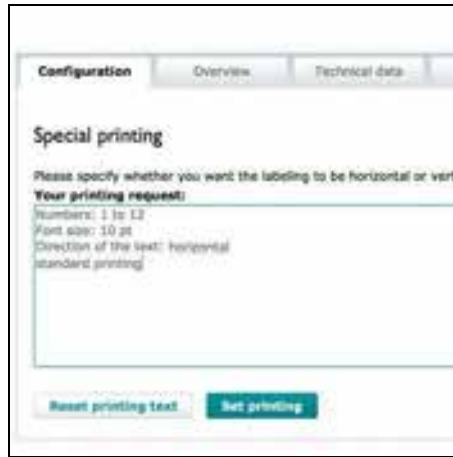 Configuration Overview Technical data
Special printing
Please specify whether you want the labeling to be horizontal or vert
Your printing request:
Numbers: 1 to 12
Font size: 10 pt
Direction of the text: horizontal
standard printing
Reset printing text Set printing